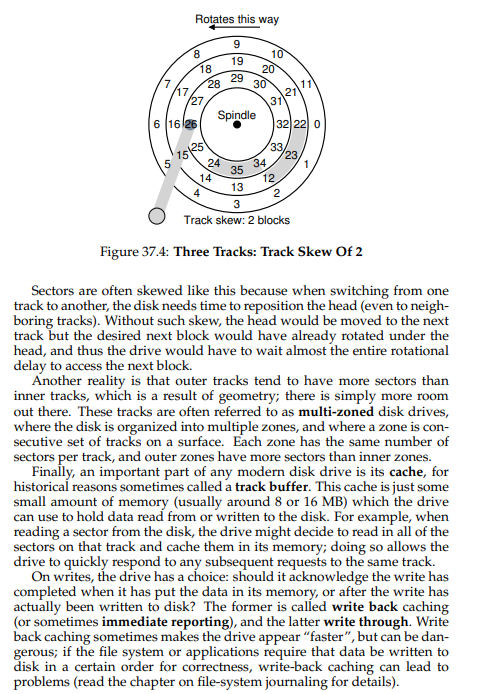 Rotates this way
9
8 10
18 19 20
7 17 28 29 30 21 11
27 31
Spindle
6 16 26 32 22 0
25 33
5 15 24 35 34 23 1
14 12
4 13 2
3
Track skew: 2 blocks
Figure 37.4: Three Tracks: Track Skew Of 2
Sectors are often skewed like this because when switching from one
track to another, the disk needs time to reposition the head (even to neigh-
boring tracks). Without such skew, the head would be moved to the next
track but the desired next block would have already rotated under the
head, and thus the drive would have to wait almost the entire rotational
delay to access the next block.
Another reality is that outer tracks tend to have more sectors than
inner tracks, which is a result of geometry; there is simply more room
out there. These tracks are often referred to as multi-zoned disk drives,
where the disk is organized into multiple zones, and where a zone is con-
secutive set of tracks on a surface. Each zone has the same number of
sectors per track, and outer zones have more sectors than inner zones.
Finally, an important part of any modern disk drive is its cache, for
historical reasons sometimes called a track buffer. This cache is just some
small amount of memory (usually around 8 or 16 MB) which the drive
can use to hold data read from or written to the disk. For example, when
reading a sector from the disk, the drive might decide to read in all of the
sectors on that track and cache them in its memory; doing so allows the
drive to quickly respond to any subsequent requests to the same track.
On writes, the drive has a choice: should it acknowledge the write has
completed when it has put the data in its memory, or after the write has
actually been written to disk? The former is called write back caching
(or sometimes immediate reporting), and the latter write through. Write
back caching sometimes makes the drive appear “faster”, but can be dan-
gerous; if the file system or applications require that data be written to
disk in a certain order for correctness, write-back caching can lead to
problems (read the chapter on file-system journaling for details).